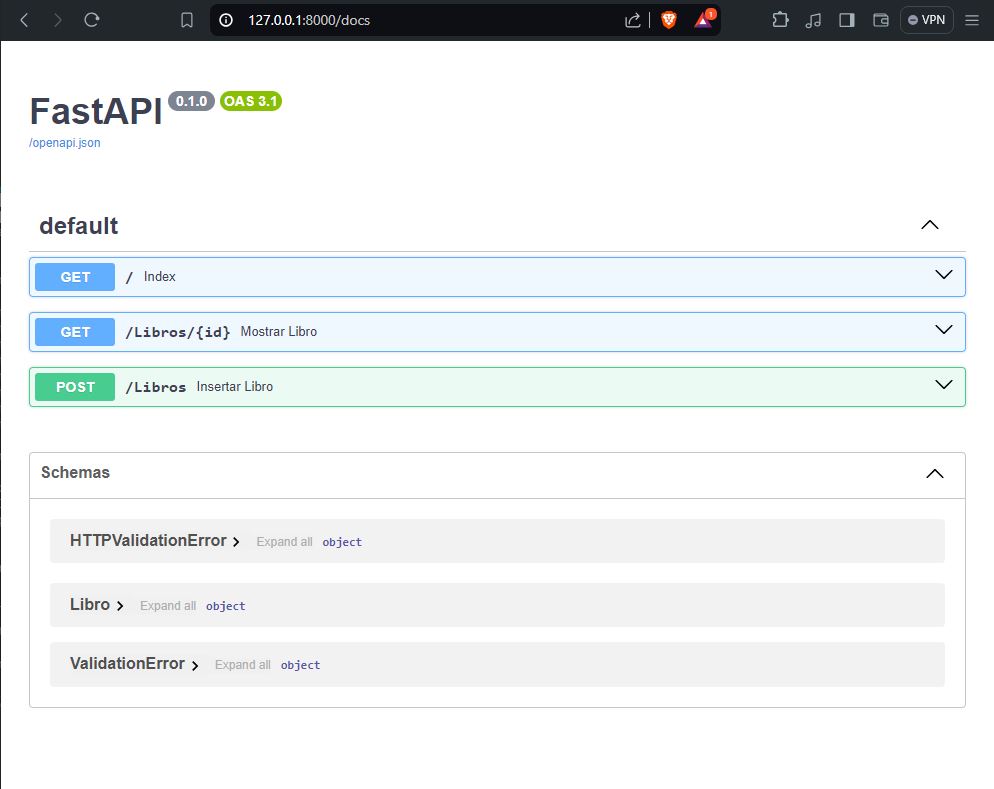 127.0.0.1:8000/docs
1
VPN
FastAPI 0.1.0 OAS 3.1
/openapi.json
default
GET / Index
GET /Libros/{id} Mostrar Libro
POST /Libros Insertar Libro
Schemas
HTTPValidationError Expand all object
Libro Expand all object
ValidationError Expand all object